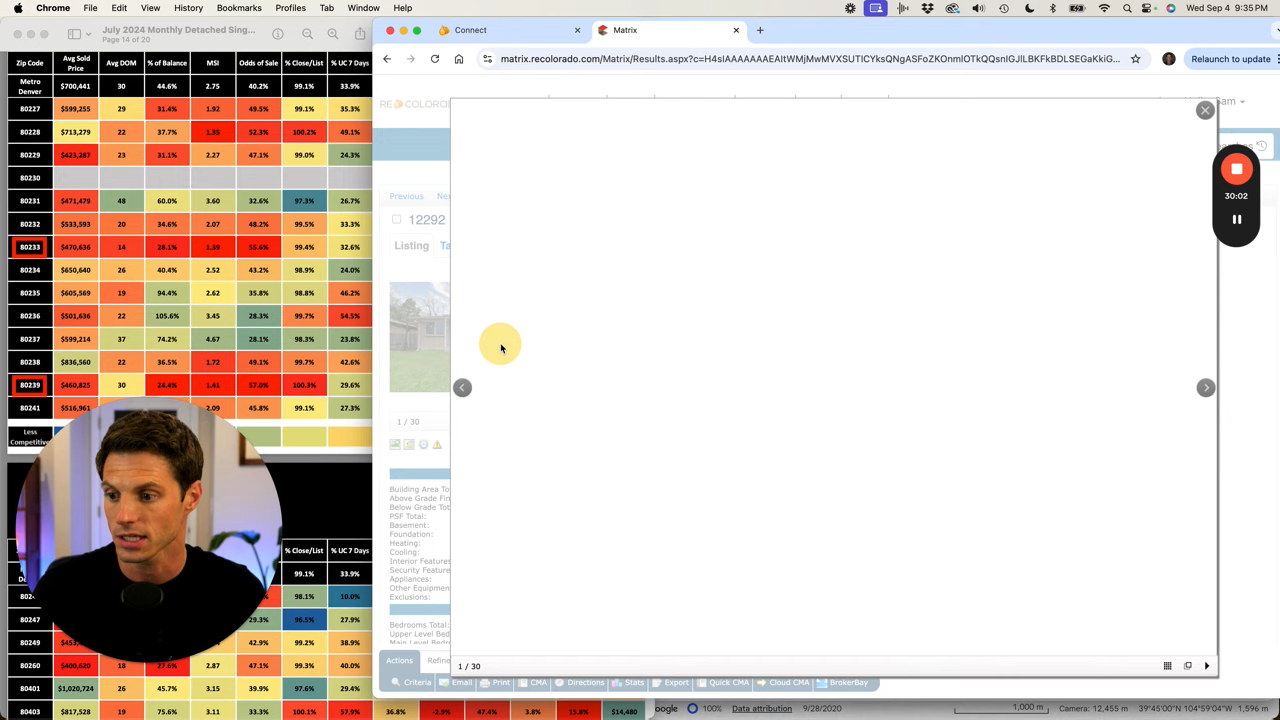 Chrome File Edit View History Bookmarks Profiles Tab Window Help
Wed Aug 7 9:35 PM
July 2024 Monthly Detached Sing...
Page 14 of 20
Connect
Matrix
matrix.recolorado.com/Matrix/Results.aspx?c=H4sIAAAAAAAEAItWMjMwMVXSUTICYksQNgASFoZKOnmlOTkQQsnIGJILBKFkBDLSEGaKkiG...
Relaunch to update
Zip Code Avg Sold Price Avg DOM % of Balance MSI Odds of Sale % Close/List % UC 7 Days
Metro Denver $700,441 30 44.6% 2.75 40.2% 99.1% 33.9%
80227 $599,255 29 31.4% 1.92 49.5% 99.1% 35.3%
80228 $713,279 22 37.7% 1.35 52.3% 100.2% 49.1%
80229 $423,287 23 31.1% 2.27 47.1% 99.0% 24.3%
80230
80231 $471,479 48 60.0% 3.60 32.6% 97.3% 26.7%
80232 $533,593 20 34.6% 2.07 48.2% 99.5% 33.3%
80233 $470,636 14 28.1% 1.39 55.6% 99.4% 32.6%
80234 $650,640 26 40.4% 2.52 43.2% 98.9% 24.0%
80235 $605,569 19 94.4% 2.62 35.8% 98.8% 46.2%
80236 $501,636 22 105.6% 3.45 28.3% 99.7% 54.5%
80237 $599,214 37 74.2% 4.67 28.1% 98.3% 23.8%
80238 $836,560 22 36.5% 1.72 49.1% 99.7% 42.6%
80239 $460,825 30 24.4% 1.41 57.0% 100.3% 29.6%
80241 $516,961 2.09 45.8% 99.1% 27.3%
Less Competitive
% Close/List % UC 7 Days
99.1% 33.9%
98.1% 10.0%
80247 29.3% 96.5% 27.9%
80249 42.9% 99.2% 38.9%
80260 $400,620 18 27.6% 2.87 47.1% 99.3% 40.0%
80401 $1,020,724 26 45.7% 3.15 39.9% 97.6% 29.4%
80403 $817,528 19 75.6% 3.11 33.3% 100.1% 57.9% 36.8% -2.9% 47.4% 3.8% 15.8% $14,480
RECOLORADO
Previous
12292
Listing
1 / 30
Building Area To
Above Grade Fin
Below Grade Tot
PSF Total:
Basement:
Foundation:
Heating:
Cooling:
Interior Features
Security Feature
Appliances:
Other Equipmen
Exclusions:
Bedrooms Total:
Upper Level Bed
Main Level Bedr
1 / 30
Actions Refine
Criteria Email Print CMA Directions Stats Export Quick CMA Cloud CMA BrokerBay
oogle 100% Data attribution 9/28/2020 1,000 m Camera: 12,455 m 39°45'00"N 104°59'04"W 1,596 m
30:02